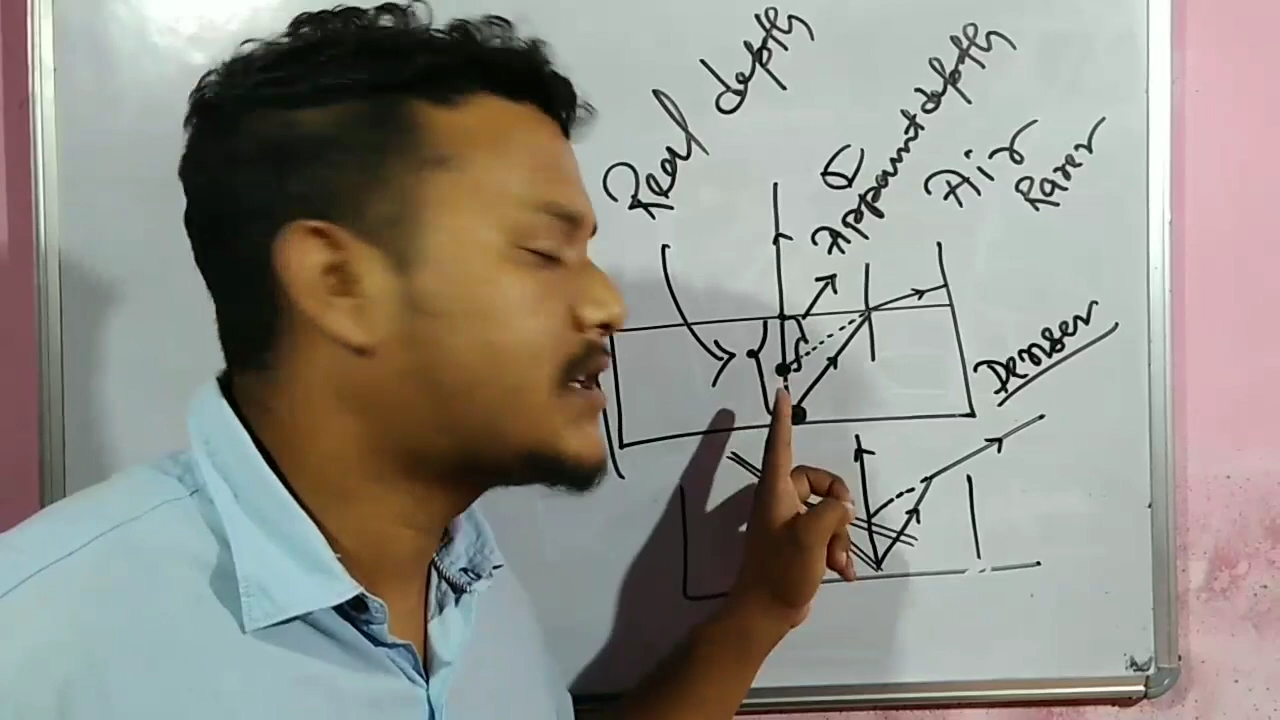 Real depth
Apparent depth
Air
Rarer
Denser